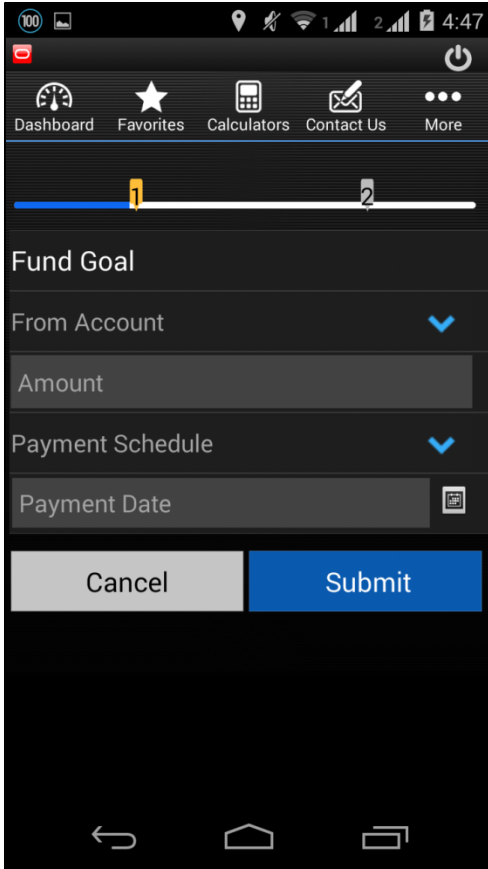 100 1 2 4:47
Dashboard Favorites Calculators Contact Us More
1 2
Fund Goal
From Account
Amount
Payment Schedule
Payment Date
Cancel Submit